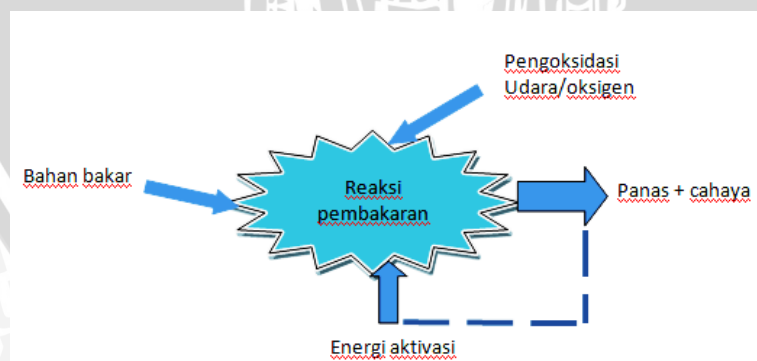 Pengoksidasi
Udara/oksigen
Bahan bakar
Reaksi
pembakaran
Panas + cahaya
Energi aktivasi